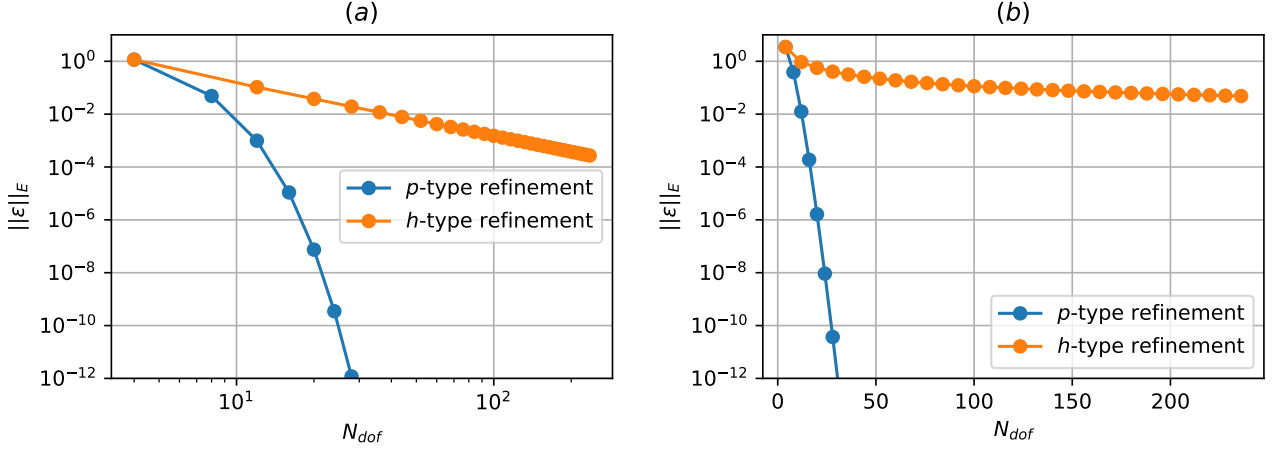 (a)
10^0
10^-2
10^-4
10^-6
10^-8
10^-10
10^-12
||ε||_E
p-type refinement
h-type refinement
10^1
10^2
N_dof
(b)
10^0
10^-2
10^-4
10^-6
10^-8
10^-10
10^-12
||ε||_E
p-type refinement
h-type refinement
0
50
100
150
200
N_dof